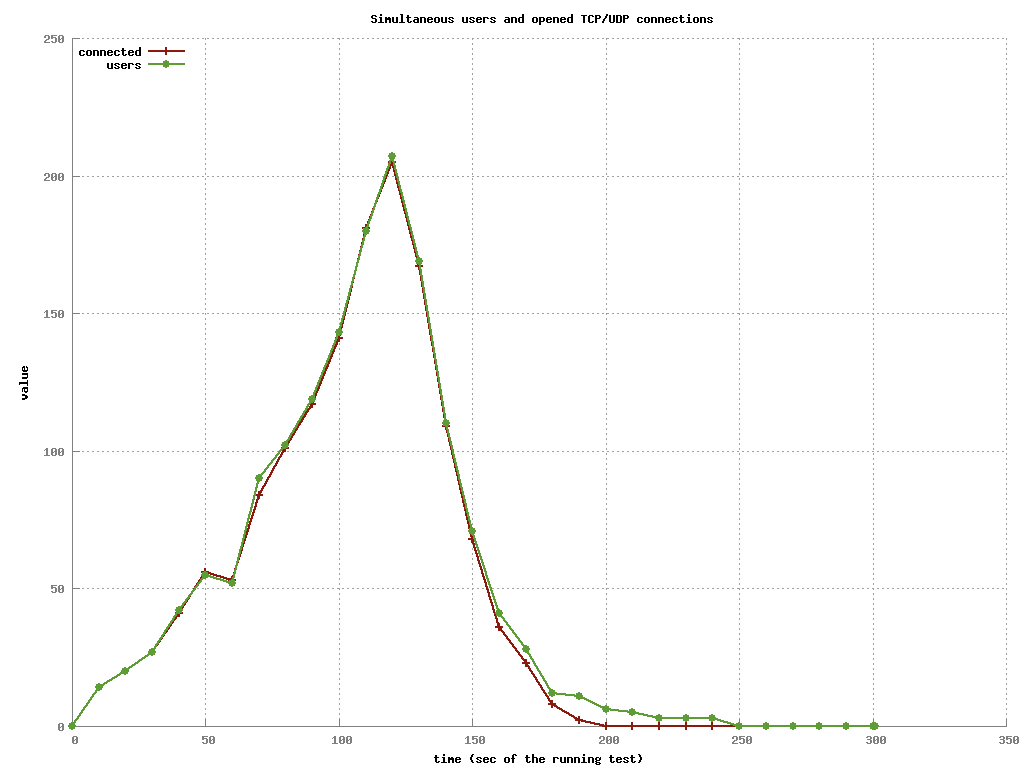 Simultaneous users and opened TCP/UDP connections
250
connected
users
200
150
value
100
50
0
0 50 100 150 200 250 300 350
time (sec of the running test)